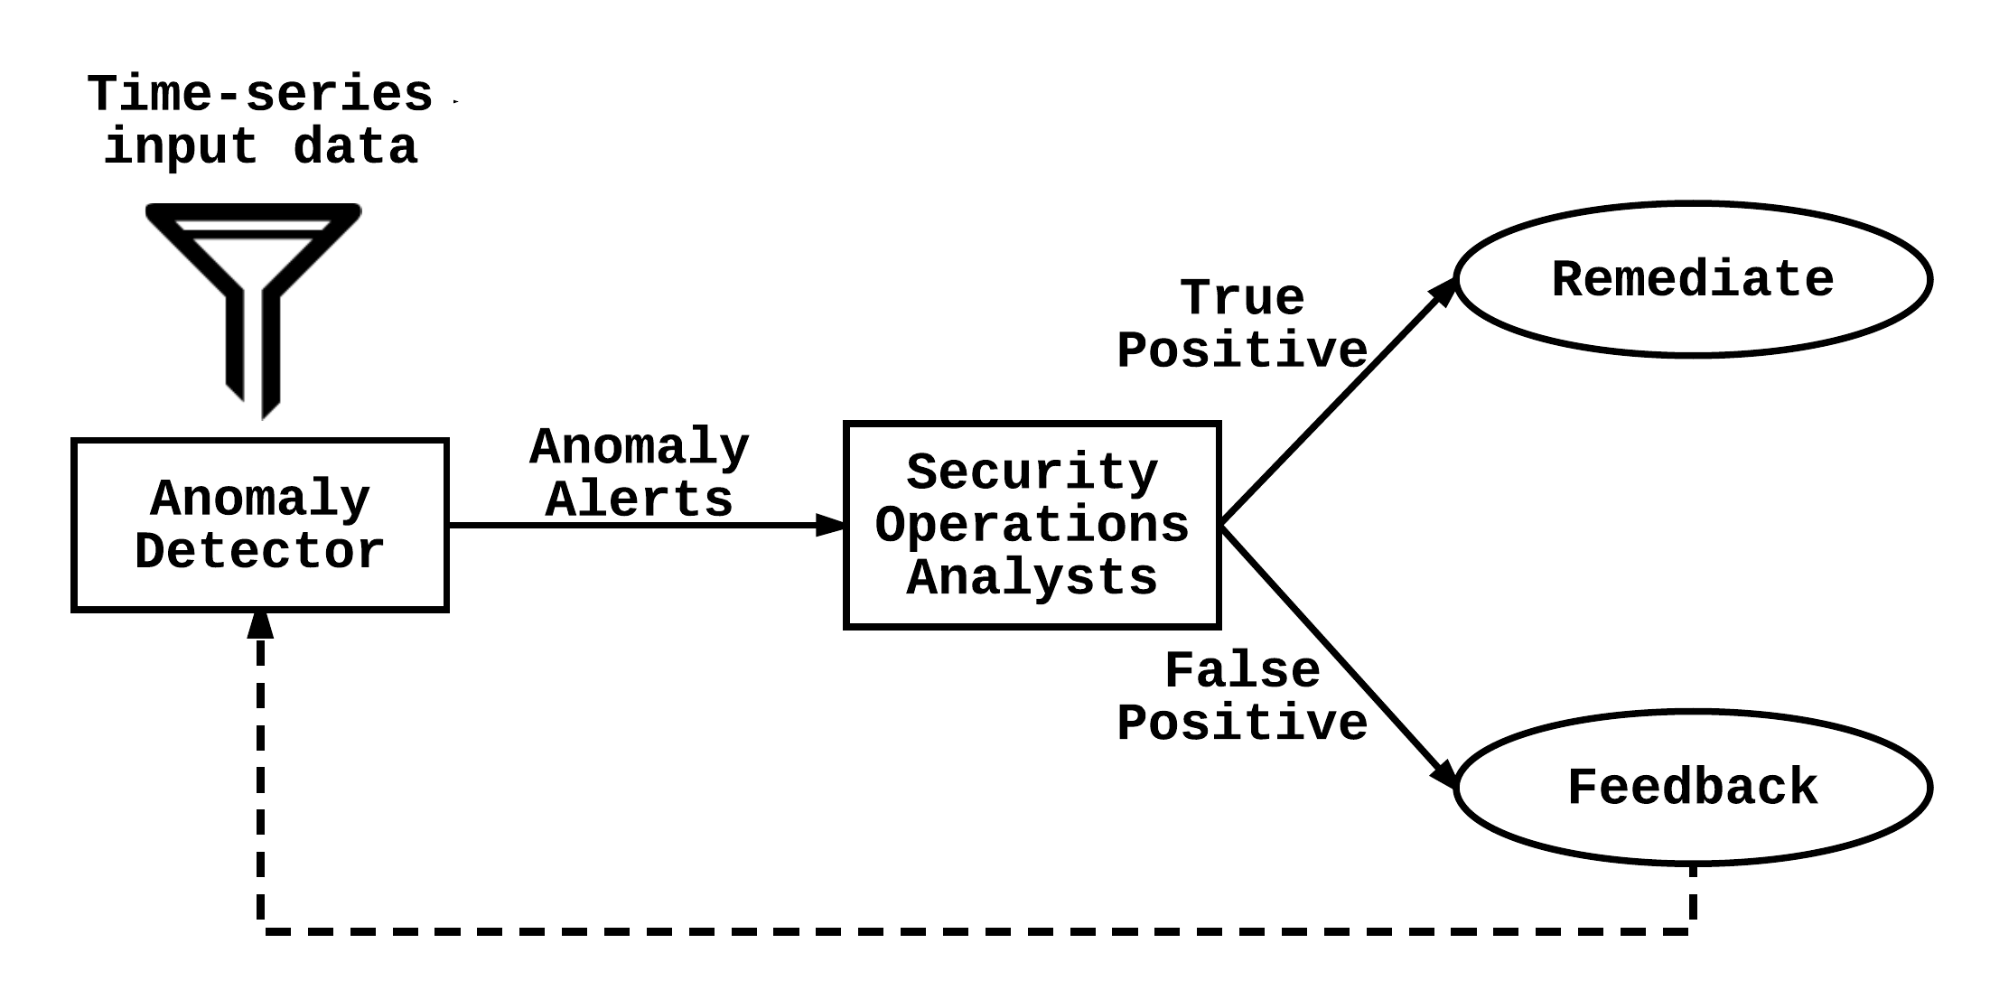 Time-series
input data
Anomaly
Detector
Anomaly
Alerts
Security
Operations
Analysts
True
Positive
Remediate
False
Positive
Feedback